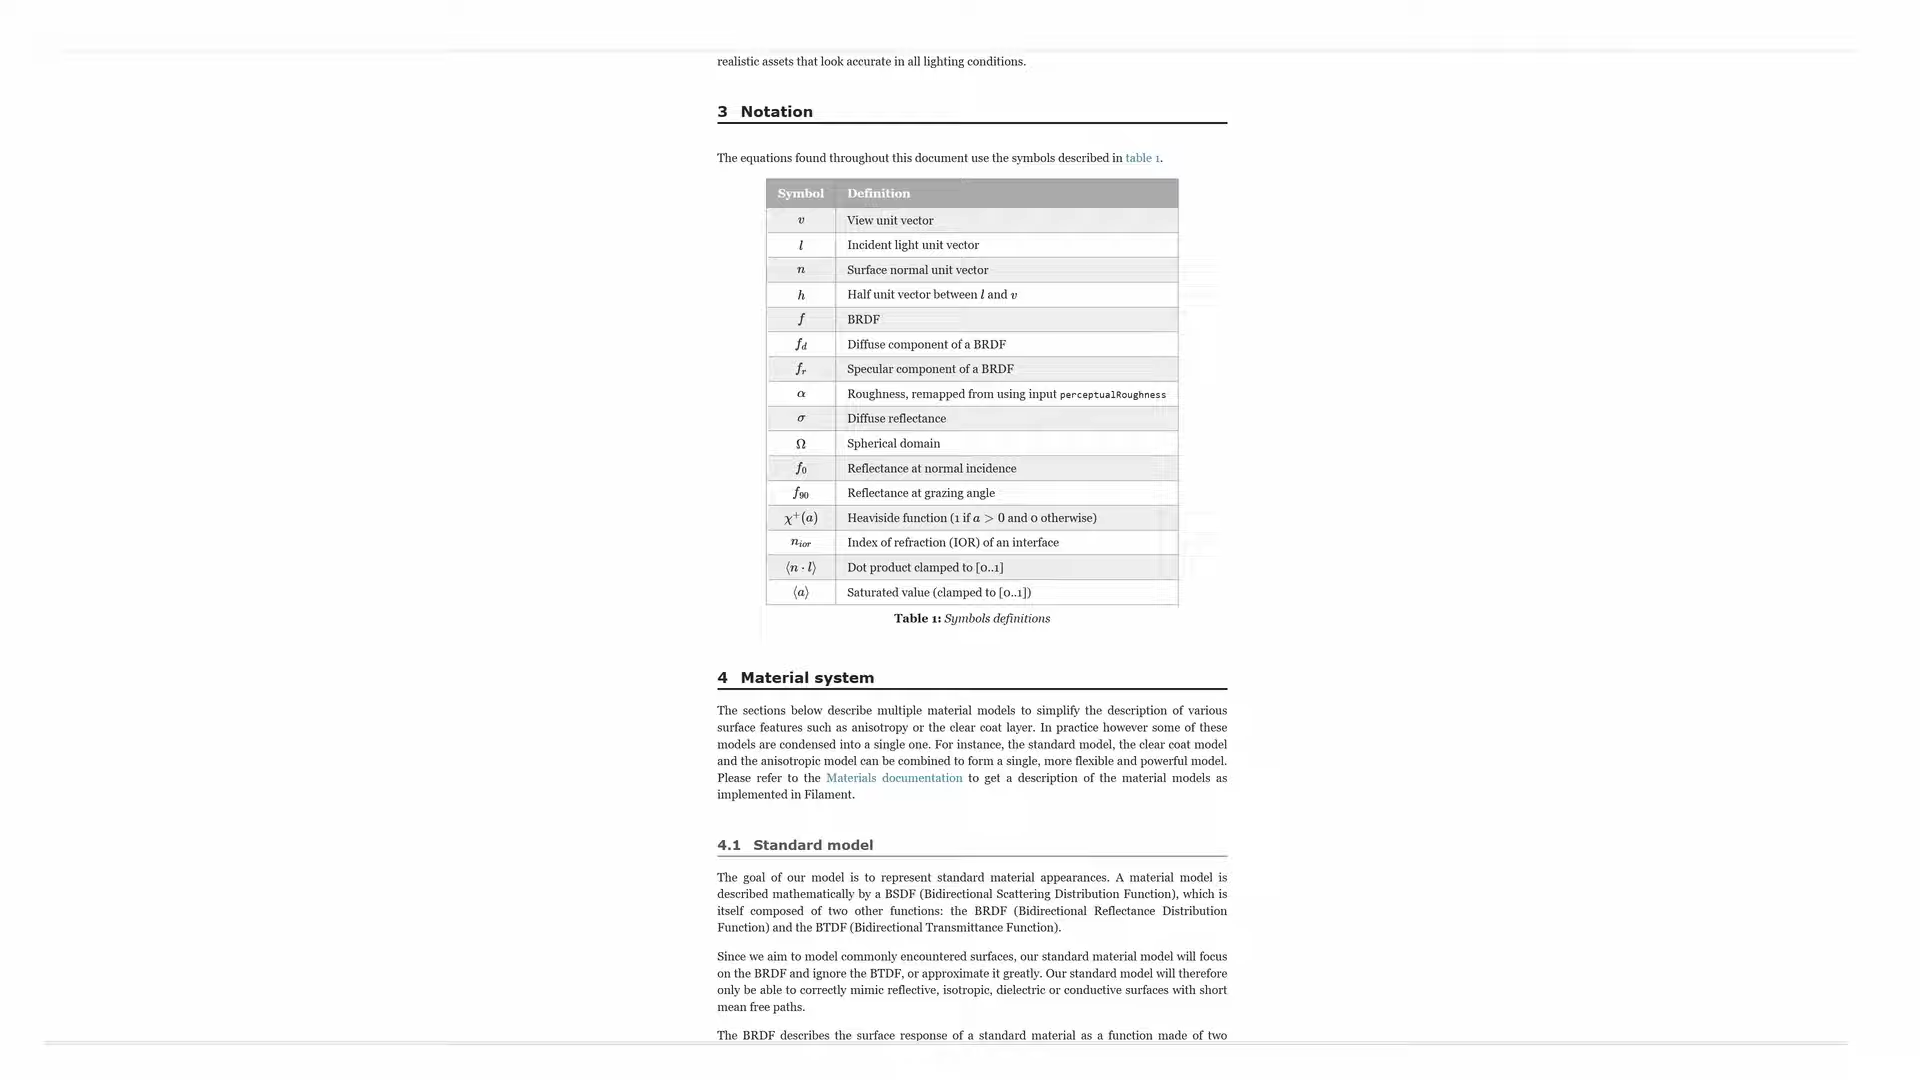 realistic assets that look accurate in all lighting conditions.
3 Notation
The equations found throughout this document use the symbols described in table 1.
Symbol Definition
v View unit vector
l Incident light unit vector
n Surface normal unit vector
h Half unit vector between l and v
f BRDF
f_d Diffuse component of a BRDF
f_r Specular component of a BRDF
α Roughness, remapped from using input perceptualRoughness
σ Diffuse reflectance
Ω Spherical domain
f_0 Reflectance at normal incidence
f_90 Reflectance at grazing angle
χ⁺(a) Heaviside function (1 if a > 0 and 0 otherwise)
n_ior Index of refraction (IOR) of an interface
⟨n · l⟩ Dot product clamped to [0..1]
⟨a⟩ Saturated value (clamped to [0..1])
Table 1: Symbols definitions
4 Material system
The sections below describe multiple material models to simplify the description of various
surface features such as anisotropy or the clear coat layer. In practice however some of these
models are condensed into a single one. For instance, the standard model, the clear coat model
and the anisotropic model can be combined to form a single, more flexible and powerful model.
Please refer to the Materials documentation to get a description of the material models as
implemented in Filament.
4.1 Standard model
The goal of our model is to represent standard material appearances. A material model is
described mathematically by a BSDF (Bidirectional Scattering Distribution Function), which is
itself composed of two other functions: the BRDF (Bidirectional Reflectance Distribution
Function) and the BTDF (Bidirectional Transmittance Function).
Since we aim to model commonly encountered surfaces, our standard material model will focus
on the BRDF and ignore the BTDF, or approximate it greatly. Our standard model will therefore
only be able to correctly mimic reflective, isotropic, dielectric or conductive surfaces with short
mean free paths.
The BRDF describes the surface response of a standard material as a function made of two